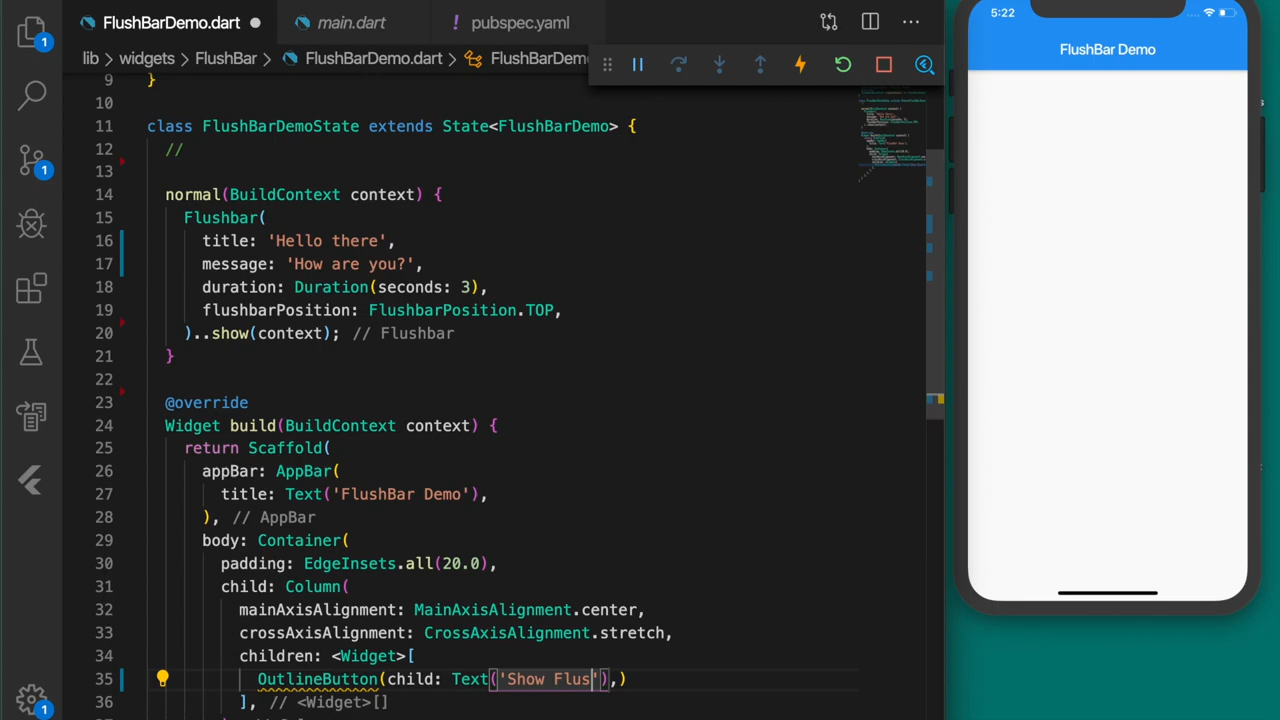 FlushBarDemo.dart
main.dart
pubspec.yaml
lib > widgets > FlushBar > FlushBarDemo.dart > FlushBarDemo
9 }
10
11 class FlushBarDemoState extends State<FlushBarDemo> {
12 //
13
14 normal(BuildContext context) {
15 Flushbar(
16 title: 'Hello there',
17 message: 'How are you?',
18 duration: Duration(seconds: 3),
19 flushbarPosition: FlushbarPosition.TOP,
20 )..show(context); // Flushbar
21 }
22
23 @override
24 Widget build(BuildContext context) {
25 return Scaffold(
26 appBar: AppBar(
27 title: Text('FlushBar Demo'),
28 ), // AppBar
29 body: Container(
30 padding: EdgeInsets.all(20.0),
31 child: Column(
32 mainAxisAlignment: MainAxisAlignment.center,
33 crossAxisAlignment: CrossAxisAlignment.stretch,
34 children: <Widget>[
35 OutlineButton(child: Text('Show Flus'),)
36 ], // <Widget>[]
1
1
1
5:22
FlushBar Demo